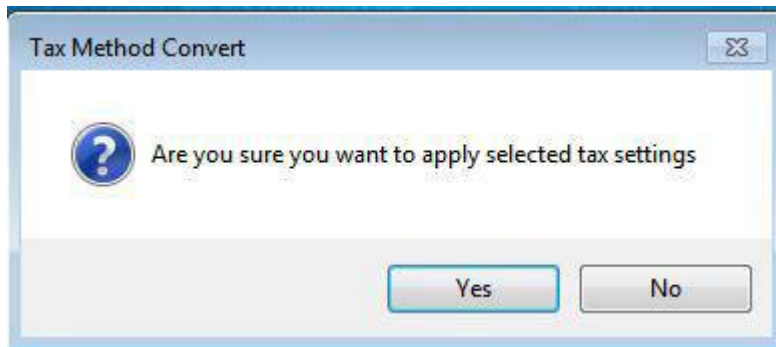 Tax Method Convert
Are you sure you want to apply selected tax settings
Yes
No